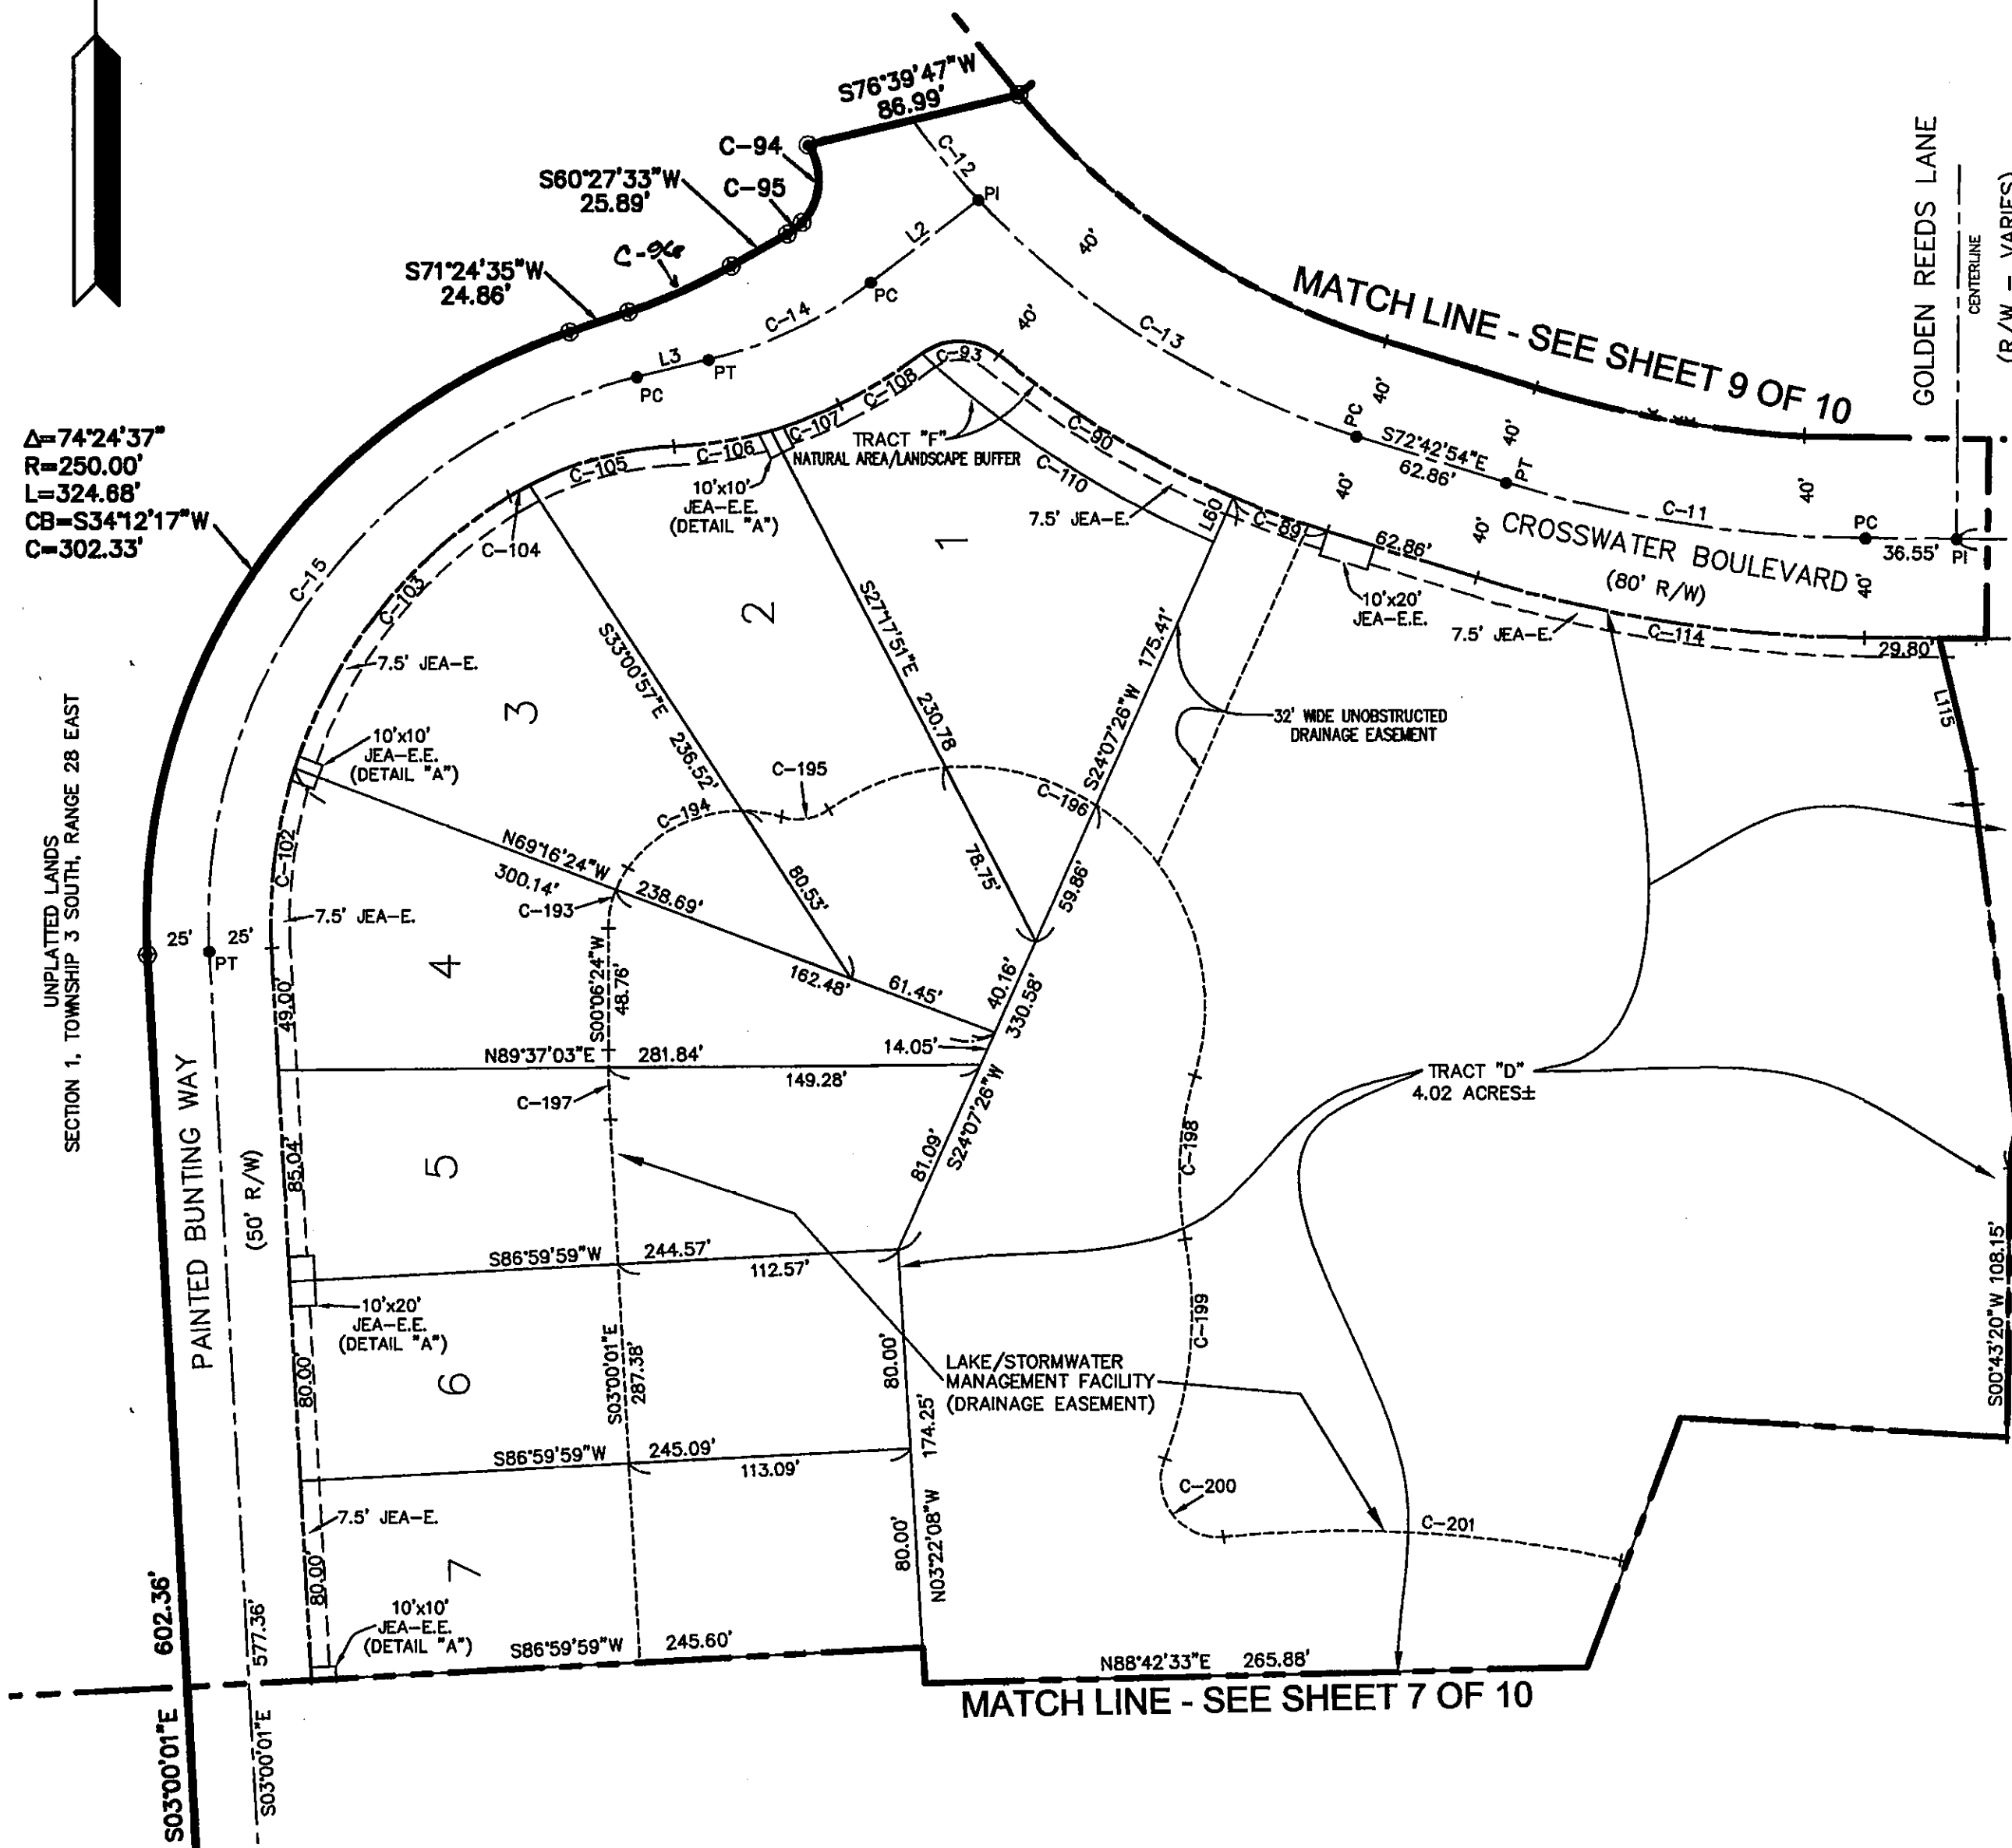 S76°39'47"W
86.99'
C-94
C-12
S60°27'33"W
25.89'
C-95
PI
L2
40'
S71°24'35"W
24.86'
PC
C-14
40'
C-13
MATCH LINE - SEE SHEET 9 OF 10
GOLDEN REEDS LANE
CENTERLINE
(R/W - VARIES)
L3
PT
PC
C-93
C-108
C-107
TRACT "F"
NATURAL AREA/LANDSCAPE BUFFER
C-90
C-110
PC
40'
S72°42'54"E
62.86'
40'
PT
40'
Δ=74°24'37"
R=250.00'
L=324.68'
CB=S34°12'17"W
C=302.33'
C-105
C-106
10'x10'
JEA-E.E.
(DETAIL "A")
7.5' JEA-E.
L60
C-89
40'
62.86'
40'
C-11
PC
36.55'
PI
CROSSWATER BOULEVARD
(80' R/W)
40'
C-104
C-15
C-103
1
2
10'x20'
JEA-E.E.
7.5' JEA-E.
C-114
29.80'
L115
7.5' JEA-E.
S33°00'57"E 236.52'
S27°17'51"E 230.78
S24°07'26"W 175.41'
32' WIDE UNOBSTRUCTED
DRAINAGE EASEMENT
3
10'x10'
JEA-E.E.
(DETAIL "A")
C-195
C-194
C-196
UNPLATTED LANDS
SECTION 1, TOWNSHIP 3 SOUTH, RANGE 28 EAST
C-102
N69°16'24"W
300.14'
238.69'
C-193
80.53'
78.75'
59.86'
7.5' JEA-E.
25'
25'
PT
4
S00°06'24"W
48.76'
162.48'
61.45'
40.16'
330.58'
49.00'
N89°37'03"E 281.84'
149.28'
14.05'
S24°07'26"W
81.09'
TRACT "D"
4.02 ACRES±
C-197
PAINTED BUNTING WAY
(50' R/W)
85.04'
5
C-198
S86°59'59"W 244.57'
112.57'
10'x20'
JEA-E.E.
(DETAIL "A")
80.00'
6
S03°00'01"E
287.38'
80.00'
174.25'
LAKE/STORMWATER
MANAGEMENT FACILITY
(DRAINAGE EASEMENT)
C-199
S00°43'20"W 108.15'
S86°59'59"W 245.09'
113.09'
7.5' JEA-E.
80.00'
7
80.00'
N03°22'08"W
C-200
C-201
10'x10'
JEA-E.E.
(DETAIL "A")
S86°59'59"W 245.60'
N88°42'33"E 265.88'
MATCH LINE - SEE SHEET 7 OF 10
602.36'
S03°00'01"E
577.36'
S03°00'01"E